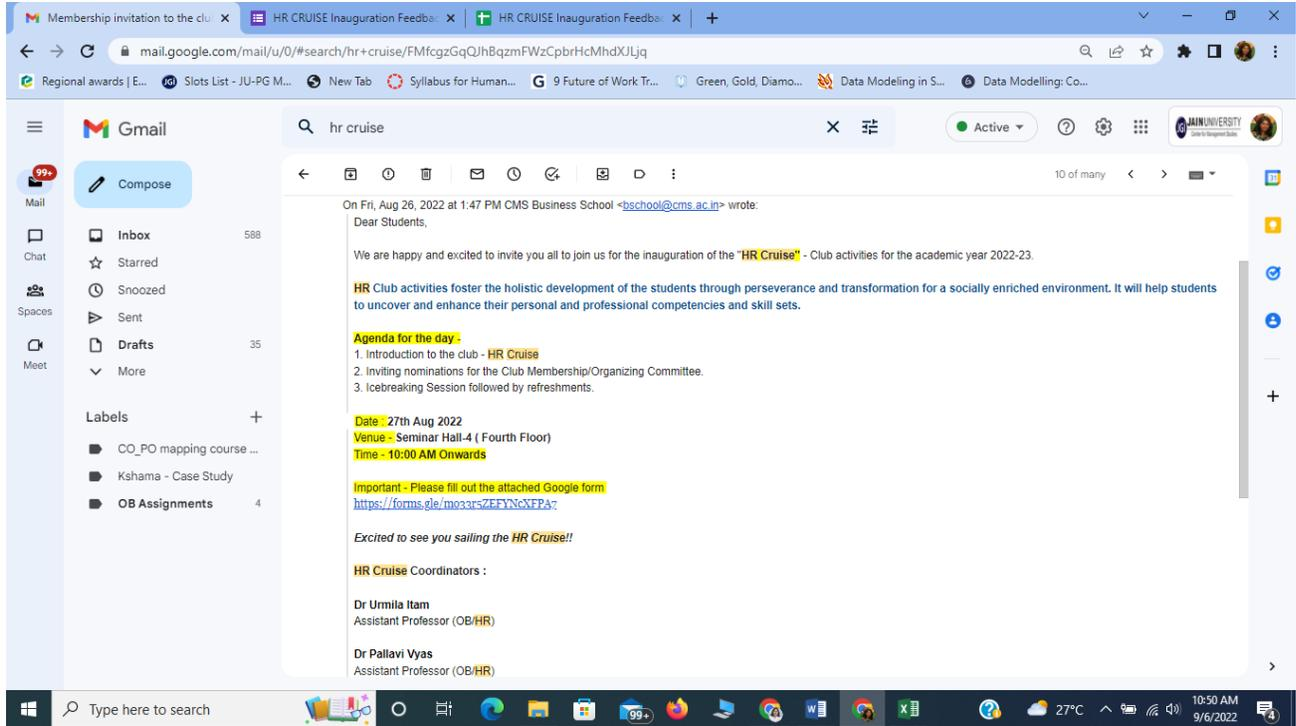 Membership invitation to the clu
HR CRUISE Inauguration Feedbac
HR CRUISE Inauguration Feedbac
mail.google.com/mail/u/0/#search/hr+cruise/FMfcgzGqQJhBqzmFWzCpbrHcMhdXJLjq
Regional awards | E... Slots List - JU-PG M... New Tab Syllabus for Human... 9 Future of Work Tr... Green, Gold, Diamo... Data Modeling in S... Data Modelling: Co...
Gmail
hr cruise
Active
JAIN UNIVERSITY
99+
Mail
Chat
Spaces
Meet
Compose
Inbox 588
Starred
Snoozed
Sent
Drafts 35
More
Labels
CO_PO mapping course ...
Kshama - Case Study
OB Assignments 4
10 of many
On Fri, Aug 26, 2022 at 1:47 PM CMS Business School <bschool@cms.ac.in> wrote:
Dear Students,
We are happy and excited to invite you all to join us for the inauguration of the "HR Cruise" - Club activities for the academic year 2022-23.
HR Club activities foster the holistic development of the students through perseverance and transformation for a socially enriched environment. It will help students
to uncover and enhance their personal and professional competencies and skill sets.
Agenda for the day -
1. Introduction to the club - HR Cruise
2. Inviting nominations for the Club Membership/Organizing Committee.
3. Icebreaking Session followed by refreshments.
Date : 27th Aug 2022
Venue - Seminar Hall-4 ( Fourth Floor)
Time - 10:00 AM Onwards
Important - Please fill out the attached Google form
https://forms.gle/mo33r5ZEFYNcXFPA7
Excited to see you sailing the HR Cruise!!
HR Cruise Coordinators :
Dr Urmila Itam
Assistant Professor (OB/HR)
Dr Pallavi Vyas
Assistant Professor (OB/HR)
Type here to search
99+
27°C
10:50 AM
9/6/2022
4